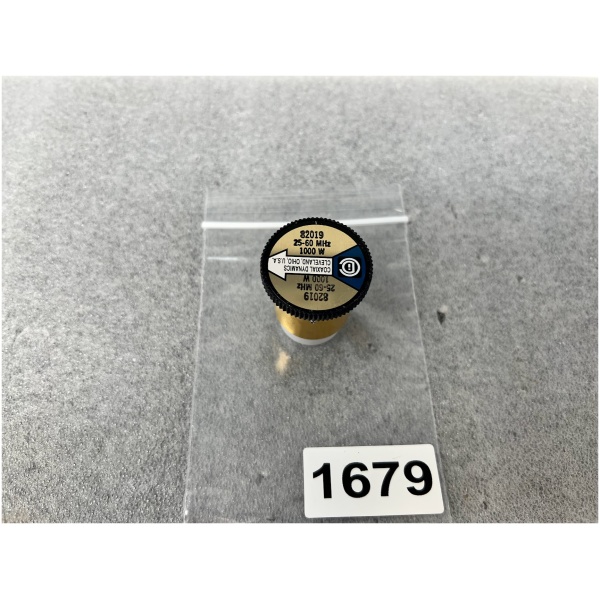 82019
25-60 MHz
1000 W
COAXIAL DYNAMICS
CLEVELAND, OHIO, U.S.A.
1000 W
25-60 MHz
82019
1679